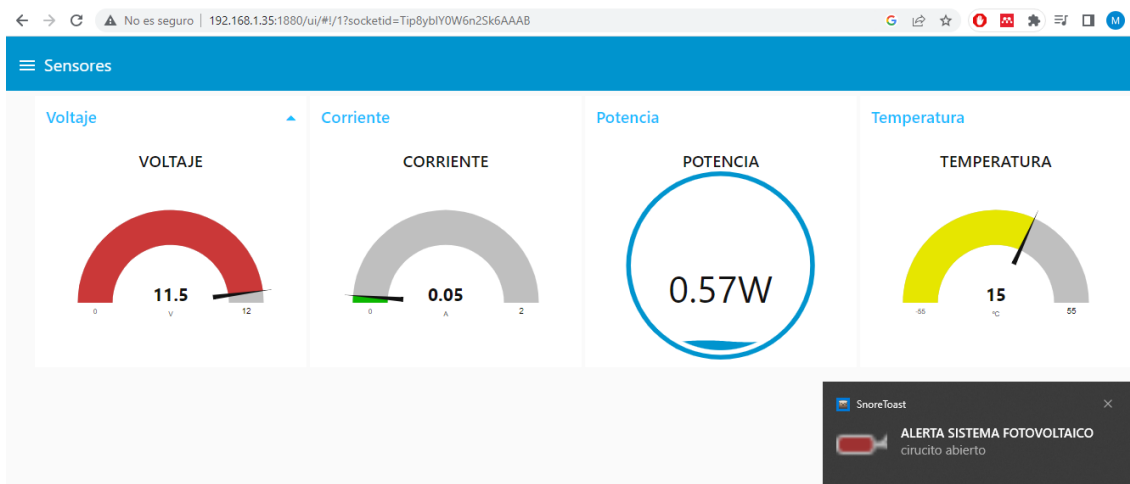 No es seguro | 192.168.1.35:1880/ui/#!/1?socketid=Tip8yblY0W6n2Sk6AAAB
G
M
Sensores
Voltaje
Corriente
Potencia
Temperatura
VOLTAJE
CORRIENTE
POTENCIA
TEMPERATURA
11.5
0
V
12
0.05
0
A
2
0.57W
15
-55
ºC
55
SnoreToast
ALERTA SISTEMA FOTOVOLTAICO
cirucito abierto